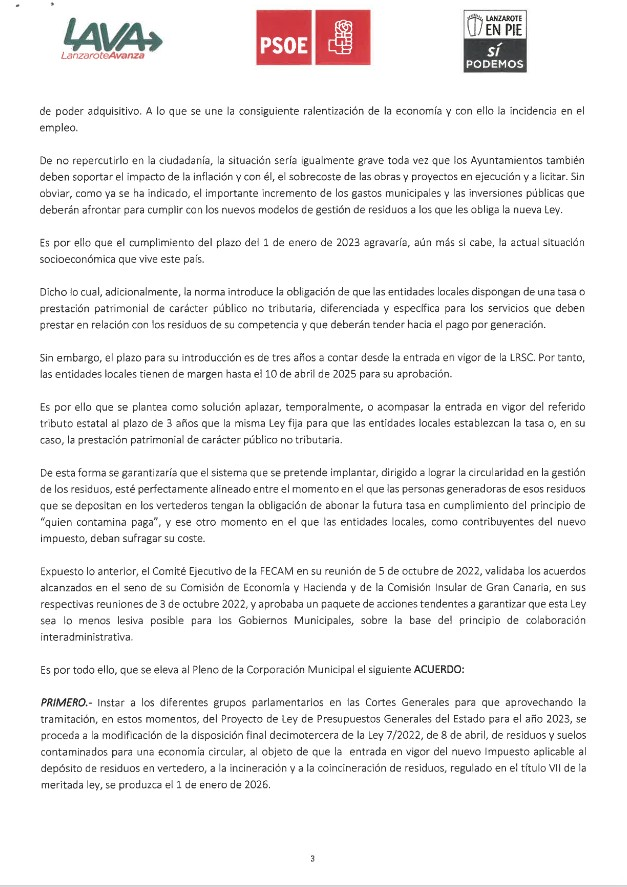 LAVA
LanzaroteAvanza
PSOE
LANZAROTE
EN PIE
sí
PODEMOS
de poder adquisitivo. A lo que se une la consiguiente ralentización de la economía y con ello la incidencia en el
empleo.
De no repercutirlo en la ciudadanía, la situación sería igualmente grave toda vez que los Ayuntamientos también
deben soportar el impacto de la inflación y con él, el sobrecoste de las obras y proyectos en ejecución y a licitar. Sin
obviar, como ya se ha indicado, el importante incremento de los gastos municipales y las inversiones públicas que
deberán afrontar para cumplir con los nuevos modelos de gestión de residuos a los que les obliga la nueva Ley.
Es por ello que el cumplimiento del plazo del 1 de enero de 2023 agravaría, aún más si cabe, la actual situación
socioeconómica que vive este país.
Dicho lo cual, adicionalmente, la norma introduce la obligación de que las entidades locales dispongan de una tasa o
prestación patrimonial de carácter público no tributaria, diferenciada y específica para los servicios que deben
prestar en relación con los residuos de su competencia y que deberán tender hacia el pago por generación.
Sin embargo, el plazo para su introducción es de tres años a contar desde la entrada en vigor de la LRSC. Por tanto,
las entidades locales tienen de margen hasta el 10 de abril de 2025 para su aprobación.
Es por ello que se plantea como solución aplazar, temporalmente, o acompasar la entrada en vigor del referido
tributo estatal al plazo de 3 años que la misma Ley fija para que las entidades locales establezcan la tasa o, en su
caso, la prestación patrimonial de carácter público no tributaria.
De esta forma se garantizaría que el sistema que se pretende implantar, dirigido a lograr la circularidad en la gestión
de los residuos, esté perfectamente alineado entre el momento en el que las personas generadoras de esos residuos
que se depositan en los vertederos tengan la obligación de abonar la futura tasa en cumplimiento del principio de
“quien contamina paga”, y ese otro momento en el que las entidades locales, como contribuyentes del nuevo
impuesto, deban sufragar su coste.
Expuesto lo anterior, el Comité Ejecutivo de la FECAM en su reunión de 5 de octubre de 2022, validaba los acuerdos
alcanzados en el seno de su Comisión de Economía y Hacienda y de la Comisión Insular de Gran Canaria, en sus
respectivas reuniones de 3 de octubre 2022, y aprobaba un paquete de acciones tendentes a garantizar que esta Ley
sea lo menos lesiva posible para los Gobiernos Municipales, sobre la base del principio de colaboración
interadministrativa.
Es por todo ello, que se eleva al Pleno de la Corporación Municipal el siguiente ACUERDO:
PRIMERO.- Instar a los diferentes grupos parlamentarios en las Cortes Generales para que aprovechando la
tramitación, en estos momentos, del Proyecto de Ley de Presupuestos Generales del Estado para el año 2023, se
proceda a la modificación de la disposición final decimotercera de la Ley 7/2022, de 8 de abril, de residuos y suelos
contaminados para una economía circular, al objeto de que la entrada en vigor del nuevo Impuesto aplicable al
depósito de residuos en vertedero, a la incineración y a la coincineración de residuos, regulado en el título VII de la
meritada ley, se produzca el 1 de enero de 2026.
3